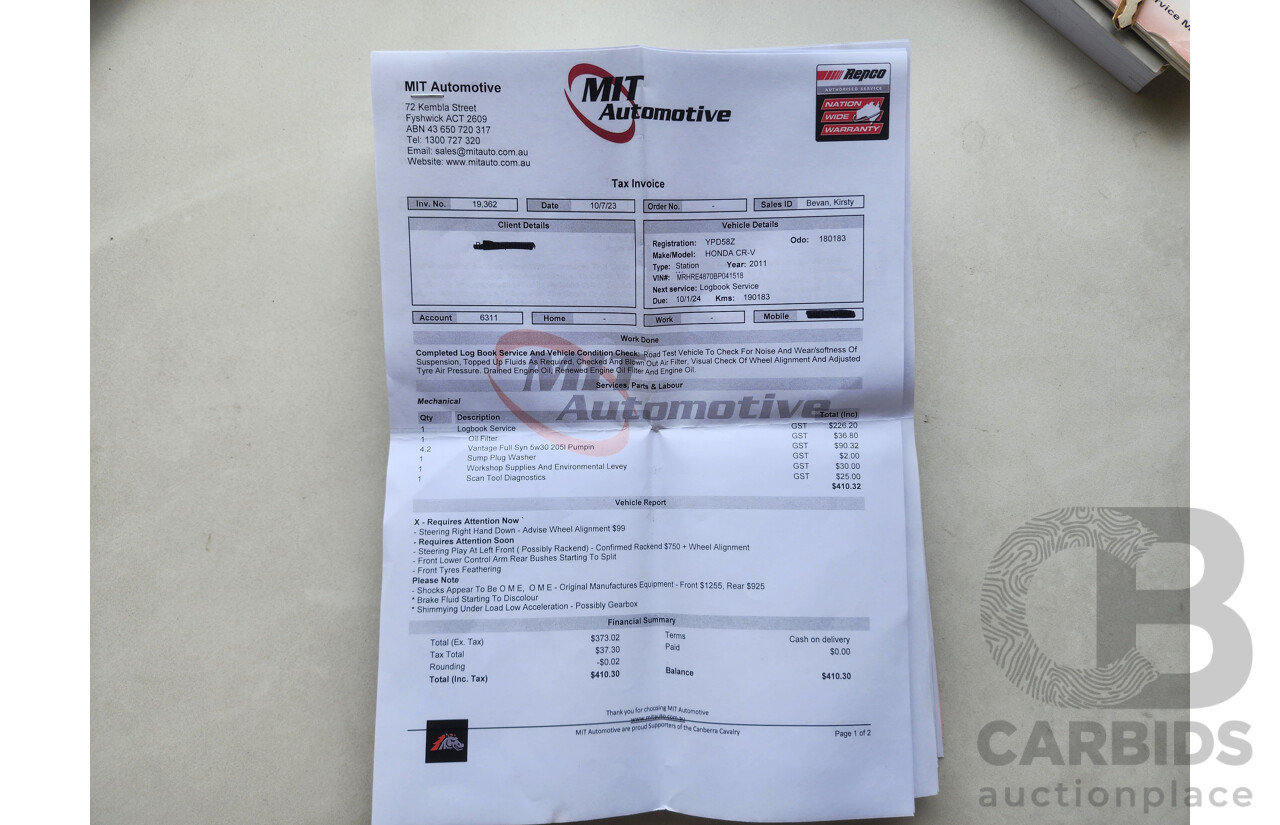 Service M
MIT Automotive
72 Kembla Street
Fyshwick ACT 2609
ABN 43 650 720 317
Tel: 1300 727 320
Email: sales@mitauto.com.au
Website: www.mitauto.com.au
MIT
Automotive
Repco
AUTHORISED SERVICE
NATION
WIDE
WARRANTY
Tax Invoice
Inv. No. 19,362 Date 10/7/23 Order No. - Sales ID Bevan, Kirsty
Client Details
Vehicle Details
Registration: YPD58Z Odo: 180183
Make/Model: HONDA CR-V
Type: Station Year: 2011
VIN#: MRHRE4870BP041518
Next service: Logbook Service
Due: 10/1/24 Kms: 190183
Account 6311 Home - Work - Mobile
Work Done
Completed Log Book Service And Vehicle Condition Check: Road Test Vehicle To Check For Noise And Wear/softness Of
Suspension, Topped Up Fluids As Required, Checked And Blown Out Air Filter, Visual Check Of Wheel Alignment And Adjusted
Tyre Air Pressure. Drained Engine Oil, Renewed Engine Oil Filter And Engine Oil.
MIT
Automotive
Services, Parts & Labour
Mechanical
Qty Description Total (Inc)
1 Logbook Service GST $226.20
1 Oil Filter GST $36.80
4.2 Vantage Full Syn 5w30 205l Pumpin GST $90.32
1 Sump Plug Washer GST $2.00
1 Workshop Supplies And Environmental Levey GST $30.00
1 Scan Tool Diagnostics GST $25.00
$410.32
Vehicle Report
X - Requires Attention Now `
- Steering Right Hand Down - Advise Wheel Alignment $99
- Requires Attention Soon
- Steering Play At Left Front ( Possibly Rackend) - Confirmed Rackend $750 + Wheel Alignment
- Front Lower Control Arm Rear Bushes Starting To Split
- Front Tyres Feathering
Please Note
- Shocks Appear To Be O M E, O M E - Original Manufactures Equipment - Front $1255, Rear $925
* Brake Fluid Starting To Discolour
* Shimmying Under Load Low Acceleration - Possibly Gearbox
Financial Summary
Total (Ex. Tax) $373.02 Terms Cash on delivery
Tax Total $37.30 Paid $0.00
Rounding -$0.02
Total (Inc. Tax) $410.30 Balance $410.30
Thank you for choosing MIT Automotive
www.mitauto.com.au
MIT Automotive are proud Supporters of the Canberra Cavalry
Page 1 of 2
CB
CARBIDS
auctionplace